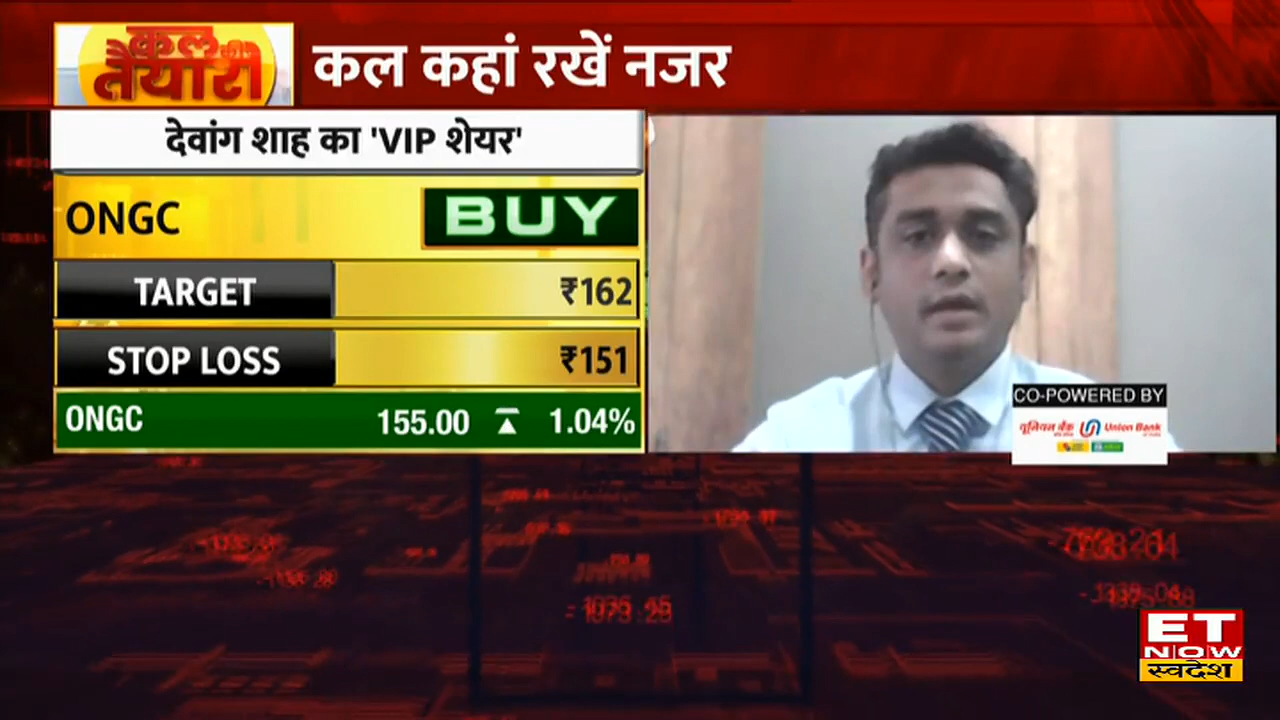 कल की
तैयारी
कल कहां रखें नजर
देवांग शाह का 'VIP शेयर'
ONGC BUY
TARGET ₹162
STOP LOSS ₹151
ONGC 155.00 1.04%
CO-POWERED BY
यूनियन बैंक Union Bank
ET
NOW
स्वदेश